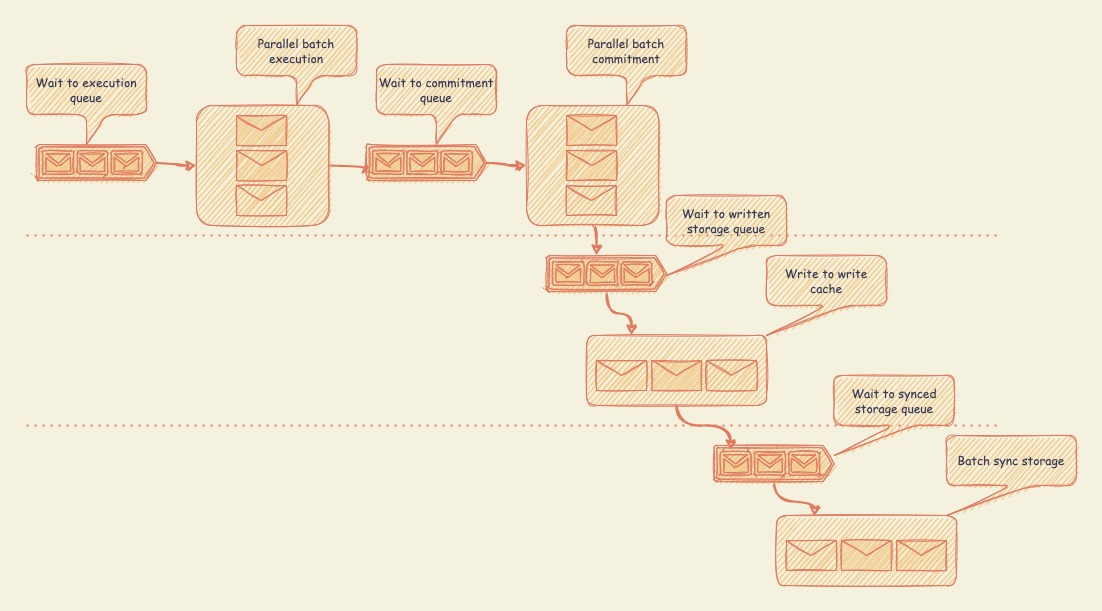 Parallel batch
execution
Parallel batch
commitment
Wait to execution
queue
Wait to commitment
queue
Wait to written
storage queue
Write to write
cache
Wait to synced
storage queue
Batch sync storage